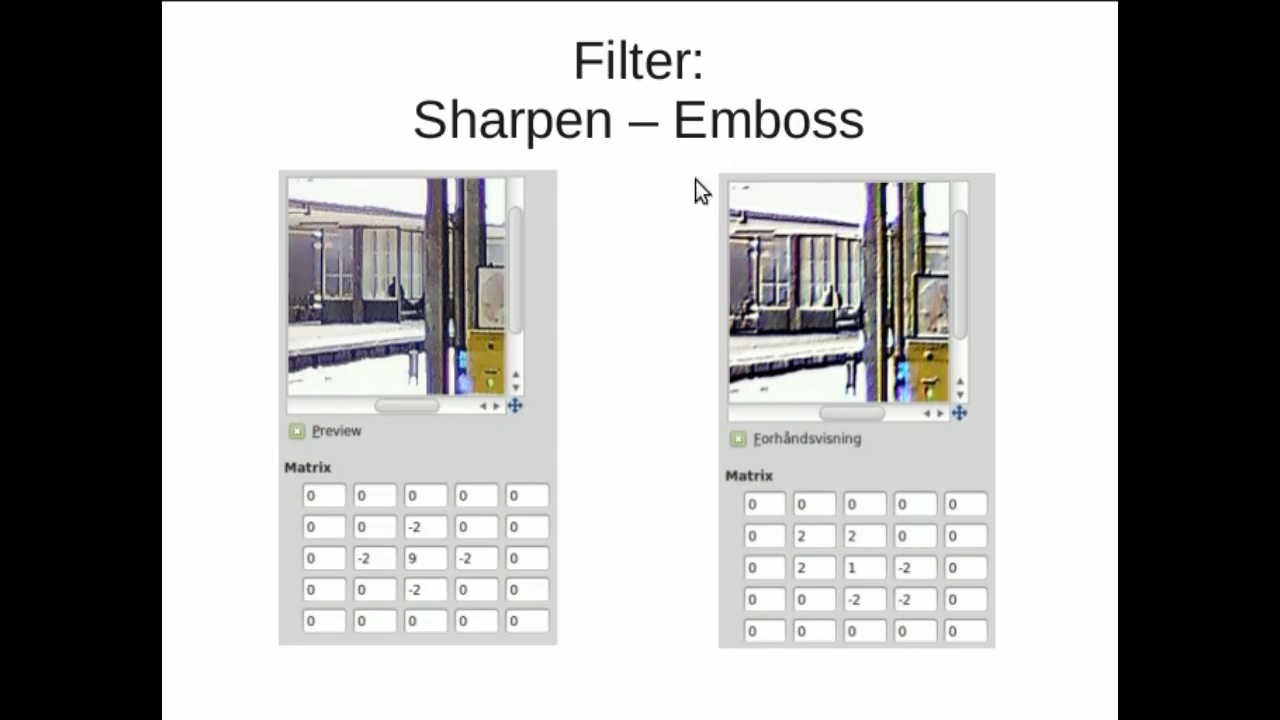 Filter:
Sharpen – Emboss
Preview
Matrix
0 0 0 0 0
0 0 -2 0 0
0 -2 9 -2 0
0 0 -2 0 0
0 0 0 0 0
Forhåndsvisning
Matrix
0 0 0 0 0
0 2 2 0 0
0 2 1 -2 0
0 0 -2 -2 0
0 0 0 0 0